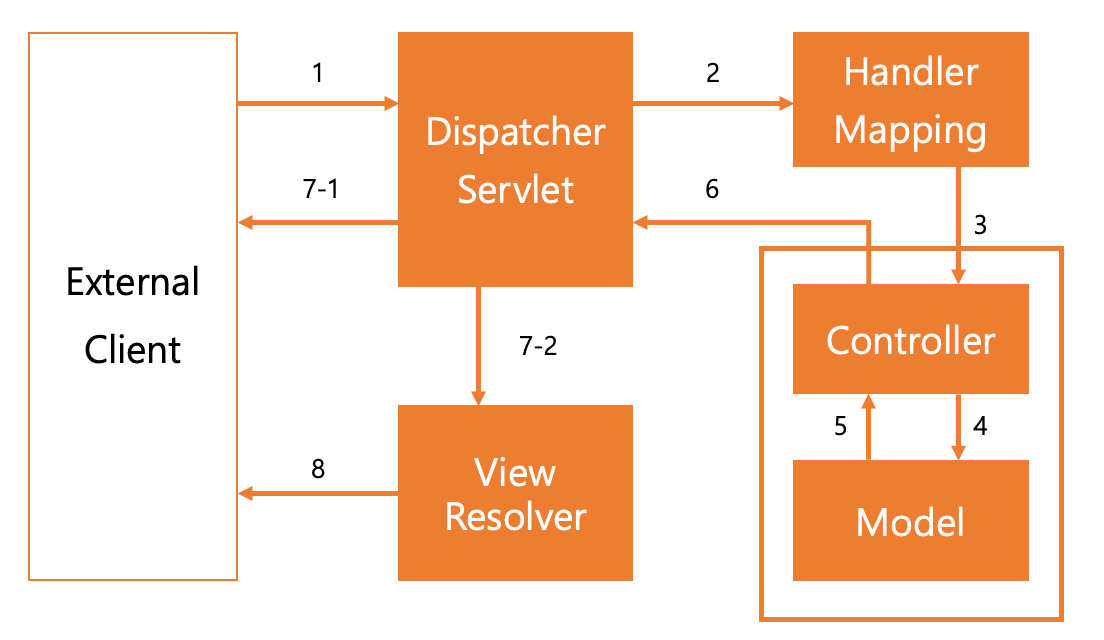 1
2
Handler
Mapping
Dispatcher
Servlet
7-1
6
3
External
Client
Controller
7-2
5
4
8
View
Resolver
Model